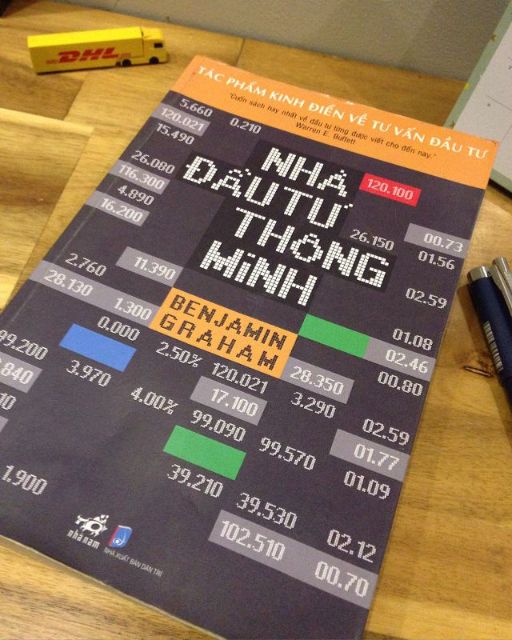 DHL
TÁC PHẨM KINH ĐIỂN VỀ TƯ VẤN ĐẦU TƯ
"Cuốn sách hay nhất về đầu tư từng được viết cho đến nay."
Warren E. Buffett
5.660
120.021 0.210
15.490
NHÀ
120.100
26.080
ĐẦU TƯ
116.300
4.890
THÔNG
26.150 00.73
16.200
01.56
MINH
2.760 11.390
02.59
28.130 1.300
BENJAMIN
GRAHAM
01.08
0.000
02.46
99.200 2.50% 120.021 28.350 00.80
3.970
.840 4.00% 17.100 3.290
99.090 02.59
10
99.570 01.77
39.210 01.09
1.900 39.530
102.510 02.12
00.70
nhã nam
NHÀ XUẤT BẢN DÂN TRÍ